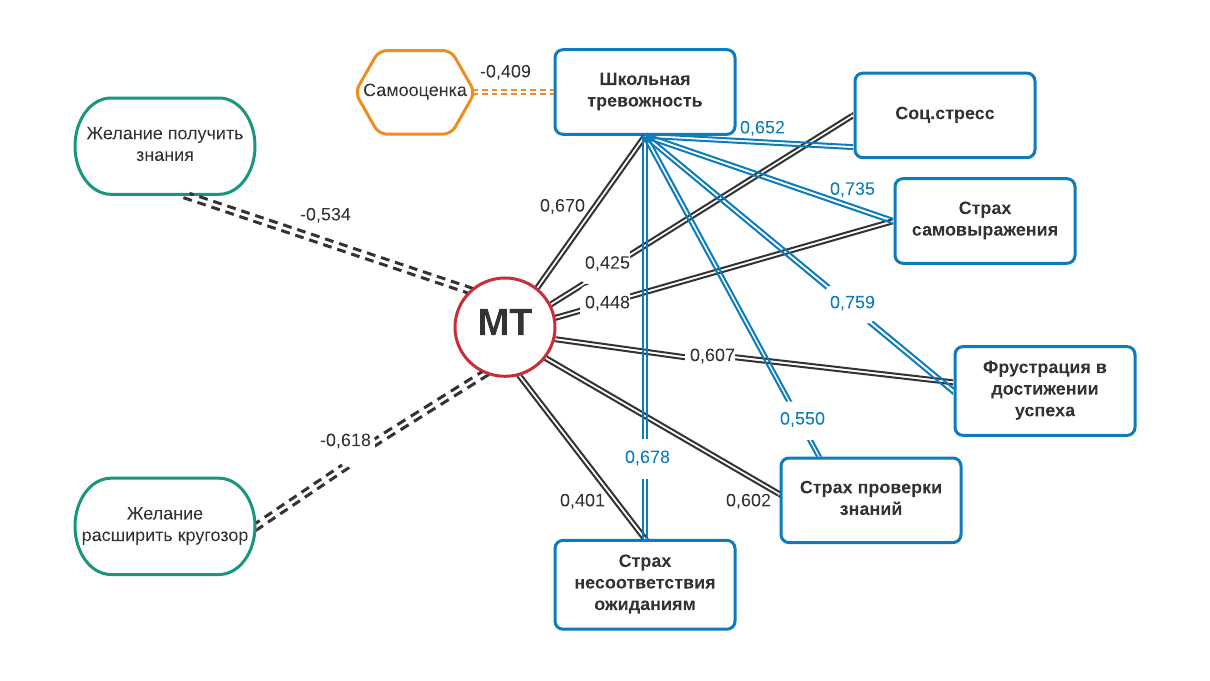 Самооценка
-0,409
Школьная
тревожность
Соц.стресс
0,652
Желание получить
знания
-0,534
0,670
0,735
Страх
самовыражения
0,425
0,448
0,759
МТ
0,607
Фрустрация в
достижении
успеха
-0,618
0,550
0,678
0,401
0,602
Страх проверки
знаний
Желание
расширить кругозор
Страх
несоответствия
ожиданиям